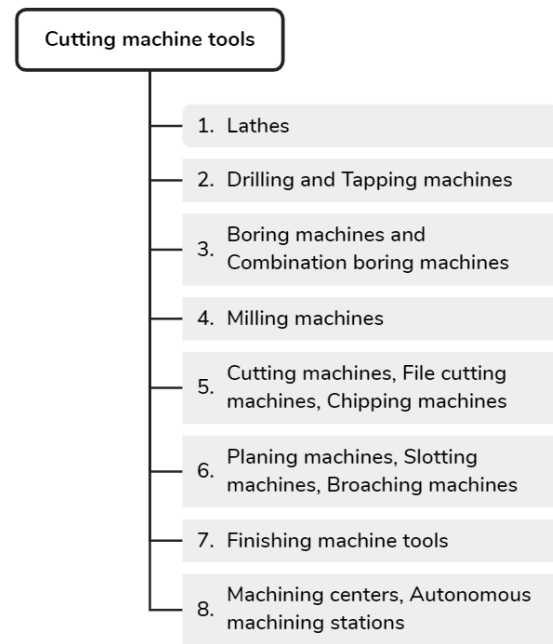 Cutting machine tools
1. Lathes
2. Drilling and Tapping machines
3. Boring machines and
Combination boring machines
4. Milling machines
5. Cutting machines, File cutting
machines, Chipping machines
6. Planing machines, Slotting
machines, Broaching machines
7. Finishing machine tools
8. Machining centers, Autonomous
machining stations